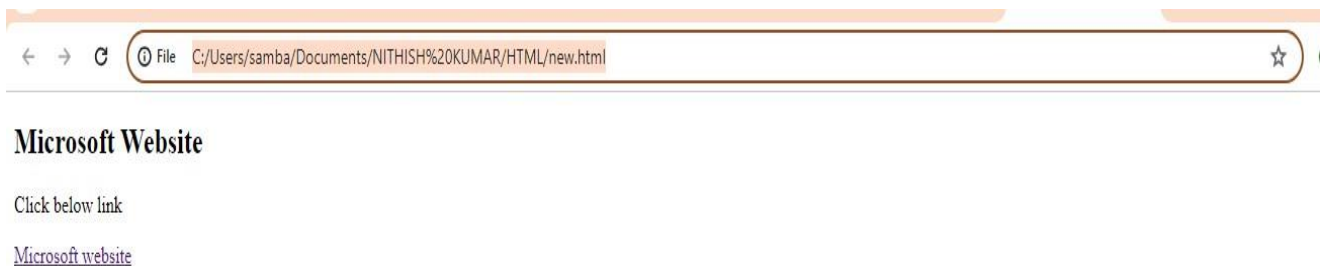 File C:/Users/samba/Documents/NITHISH%20KUMAR/HTML/new.html
Microsoft Website
Click below link
Microsoft website